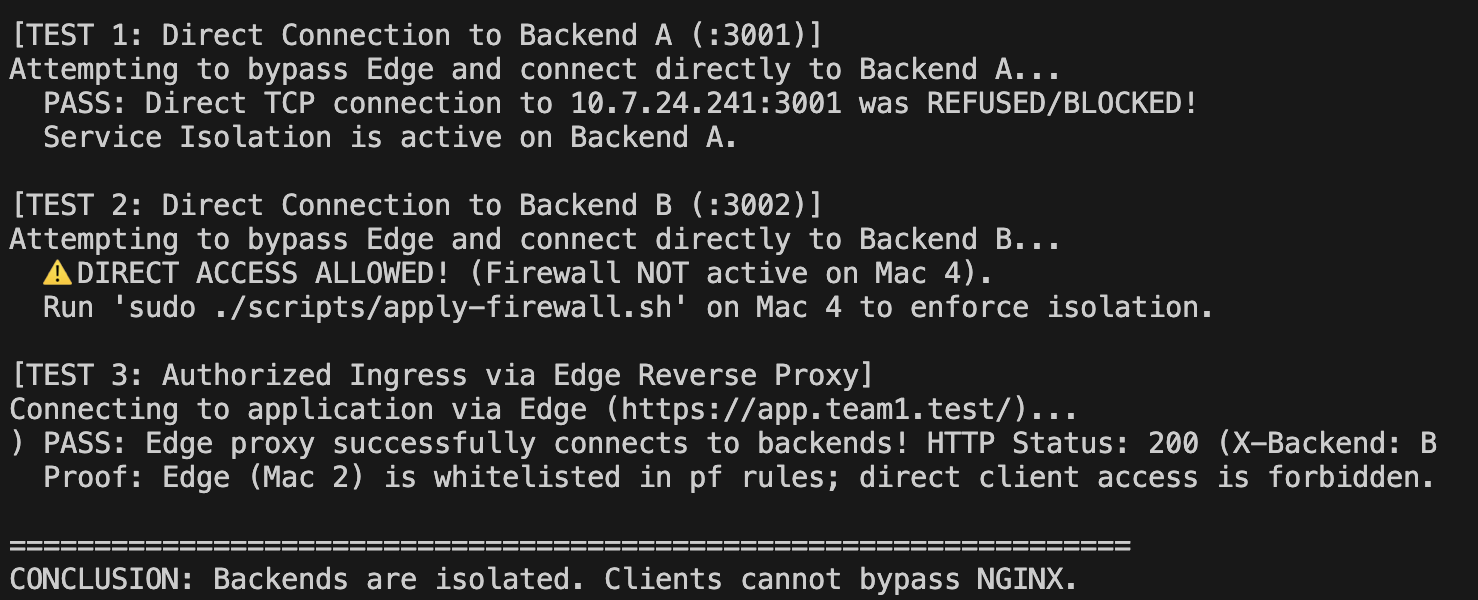 [TEST 1: Direct Connection to Backend A (:3001)]
Attempting to bypass Edge and connect directly to Backend A...
  PASS: Direct TCP connection to 10.7.24.241:3001 was REFUSED/BLOCKED!
  Service Isolation is active on Backend A.

[TEST 2: Direct Connection to Backend B (:3002)]
Attempting to bypass Edge and connect directly to Backend B...
  ⚠️DIRECT ACCESS ALLOWED! (Firewall NOT active on Mac 4).
  Run 'sudo ./scripts/apply-firewall.sh' on Mac 4 to enforce isolation.

[TEST 3: Authorized Ingress via Edge Reverse Proxy]
Connecting to application via Edge (https://app.team1.test/)...
) PASS: Edge proxy successfully connects to backends! HTTP Status: 200 (X-Backend: B
  Proof: Edge (Mac 2) is whitelisted in pf rules; direct client access is forbidden.

==================================================================
CONCLUSION: Backends are isolated. Clients cannot bypass NGINX.